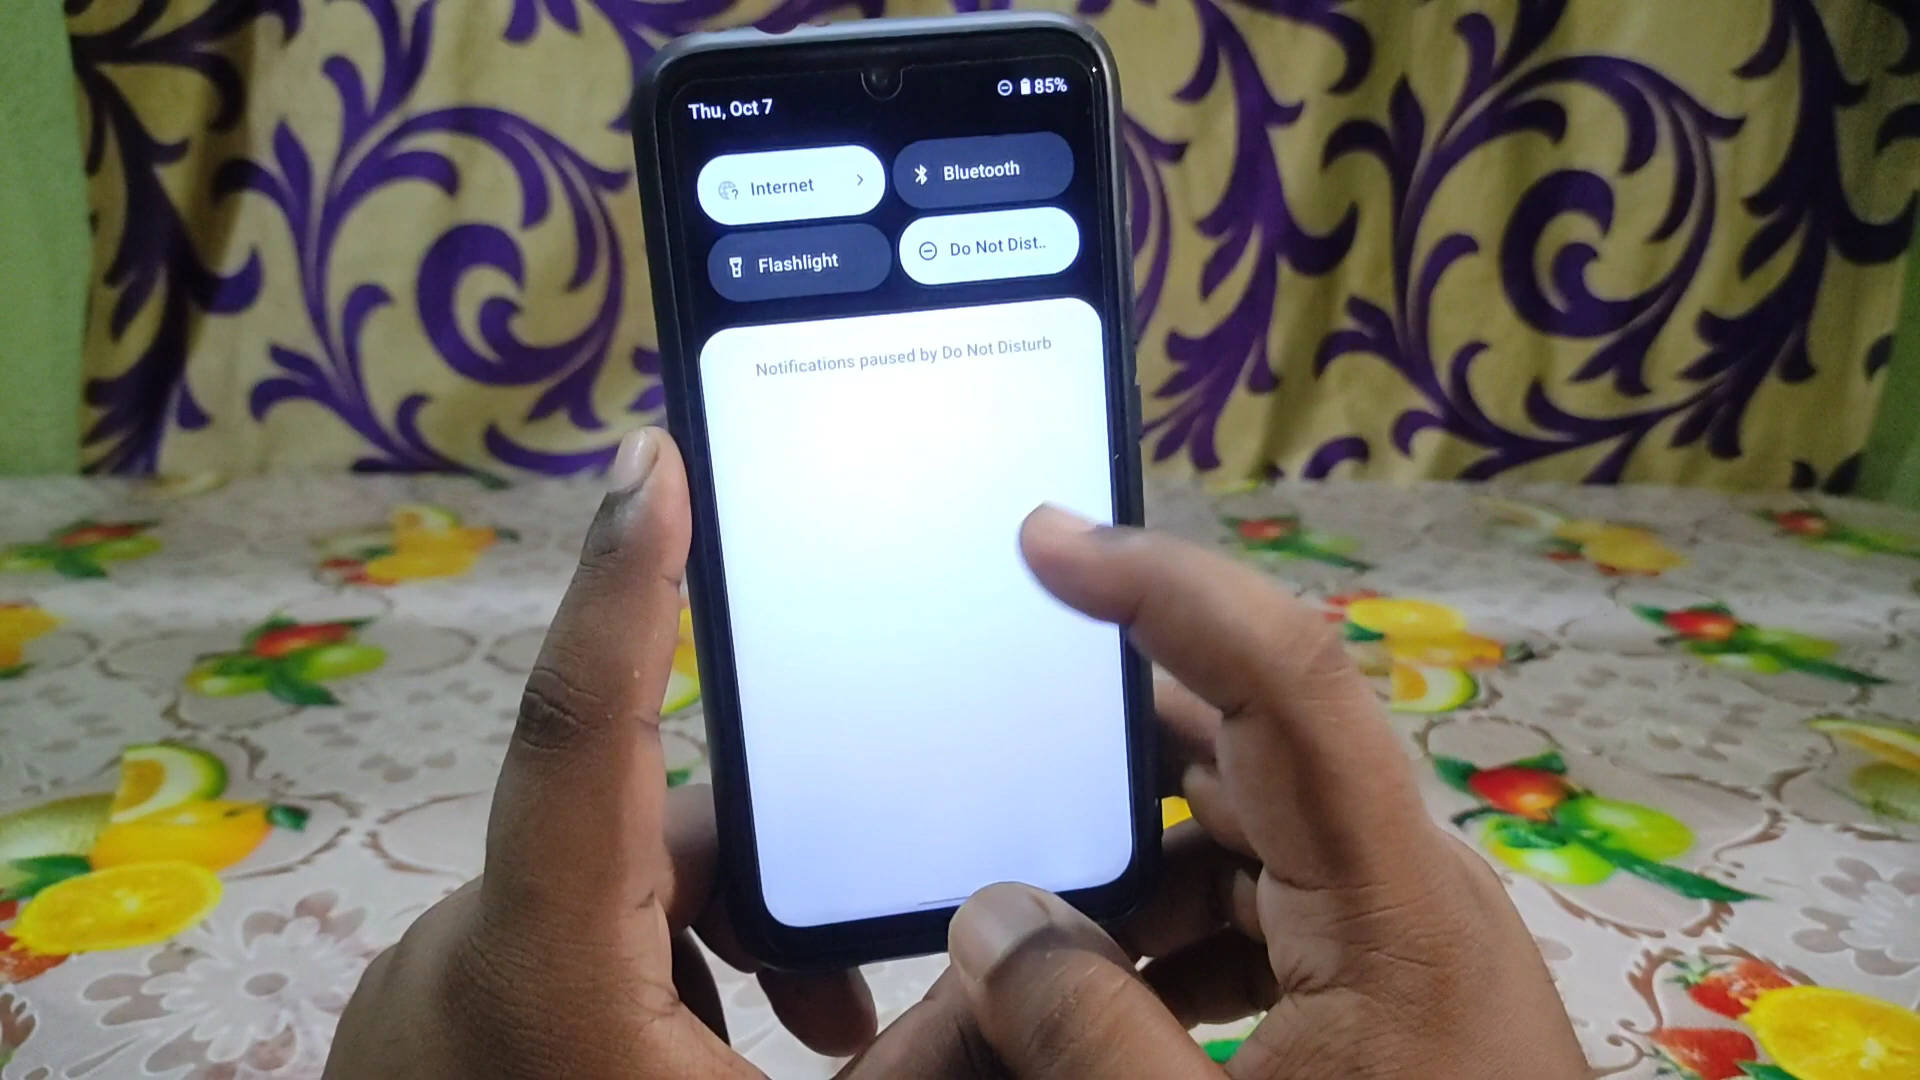 Thu, Oct 7
85%
Internet
Bluetooth
Flashlight
Do Not Dist..
Notifications paused by Do Not Disturb